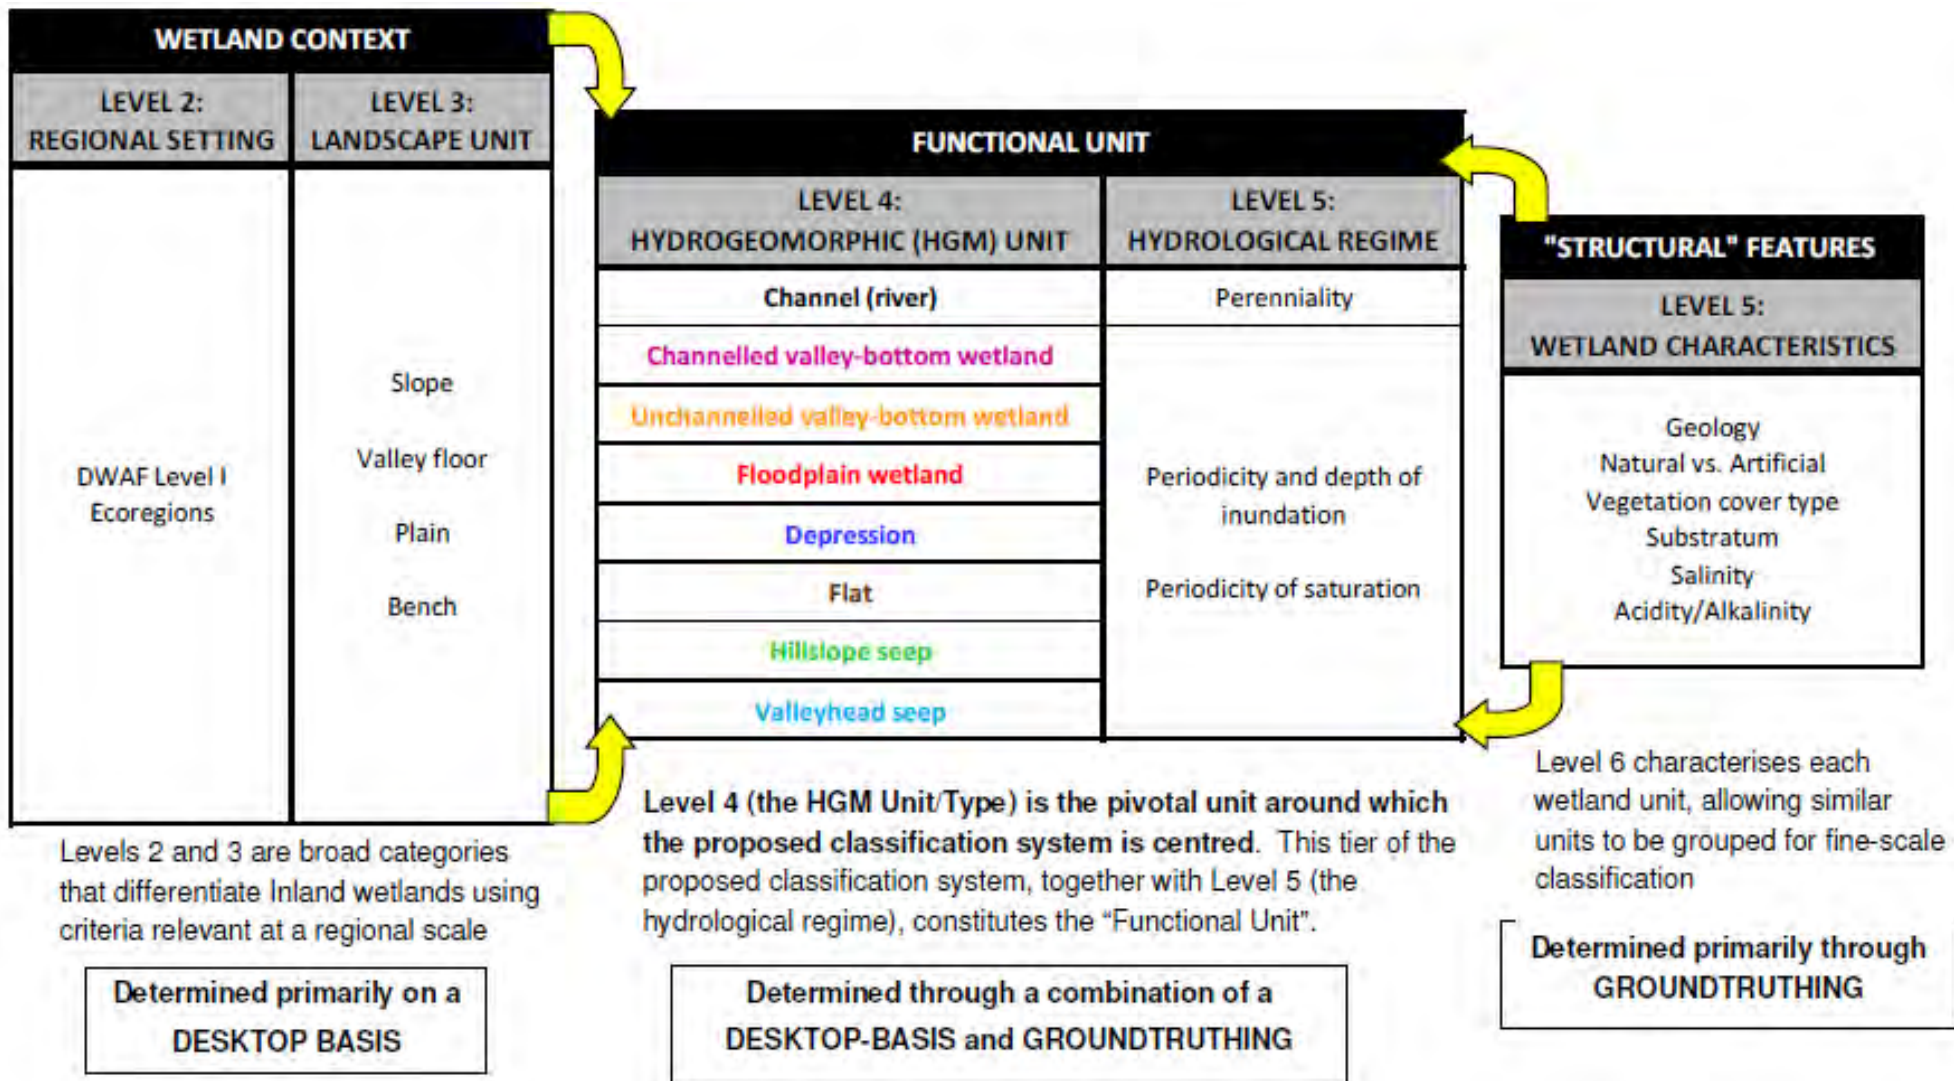 WETLAND CONTEXT
LEVEL 2:
REGIONAL SETTING
LEVEL 3:
LANDSCAPE UNIT
DWAF Level I
Ecoregions
Slope
Valley floor
Plain
Bench
Levels 2 and 3 are broad categories
that differentiate Inland wetlands using
criteria relevant at a regional scale
Determined primarily on a
DESKTOP BASIS
FUNCTIONAL UNIT
LEVEL 4:
HYDROGEOMORPHIC (HGM) UNIT
LEVEL 5:
HYDROLOGICAL REGIME
Channel (river)
Perenniality
Channelled valley-bottom wetland
Unchannelled valley-bottom wetland
Floodplain wetland
Depression
Flat
Hillslope seep
Valleyhead seep
Periodicity and depth of
inundation
Periodicity of saturation
Level 4 (the HGM Unit/Type) is the pivotal unit around which
the proposed classification system is centred. This tier of the
proposed classification system, together with Level 5 (the
hydrological regime), constitutes the “Functional Unit”.
Determined through a combination of a
DESKTOP-BASIS and GROUNDTRUTHING
"STRUCTURAL" FEATURES
LEVEL 5:
WETLAND CHARACTERISTICS
Geology
Natural vs. Artificial
Vegetation cover type
Substratum
Salinity
Acidity/Alkalinity
Level 6 characterises each
wetland unit, allowing similar
units to be grouped for fine-scale
classification
Determined primarily through
GROUNDTRUTHING